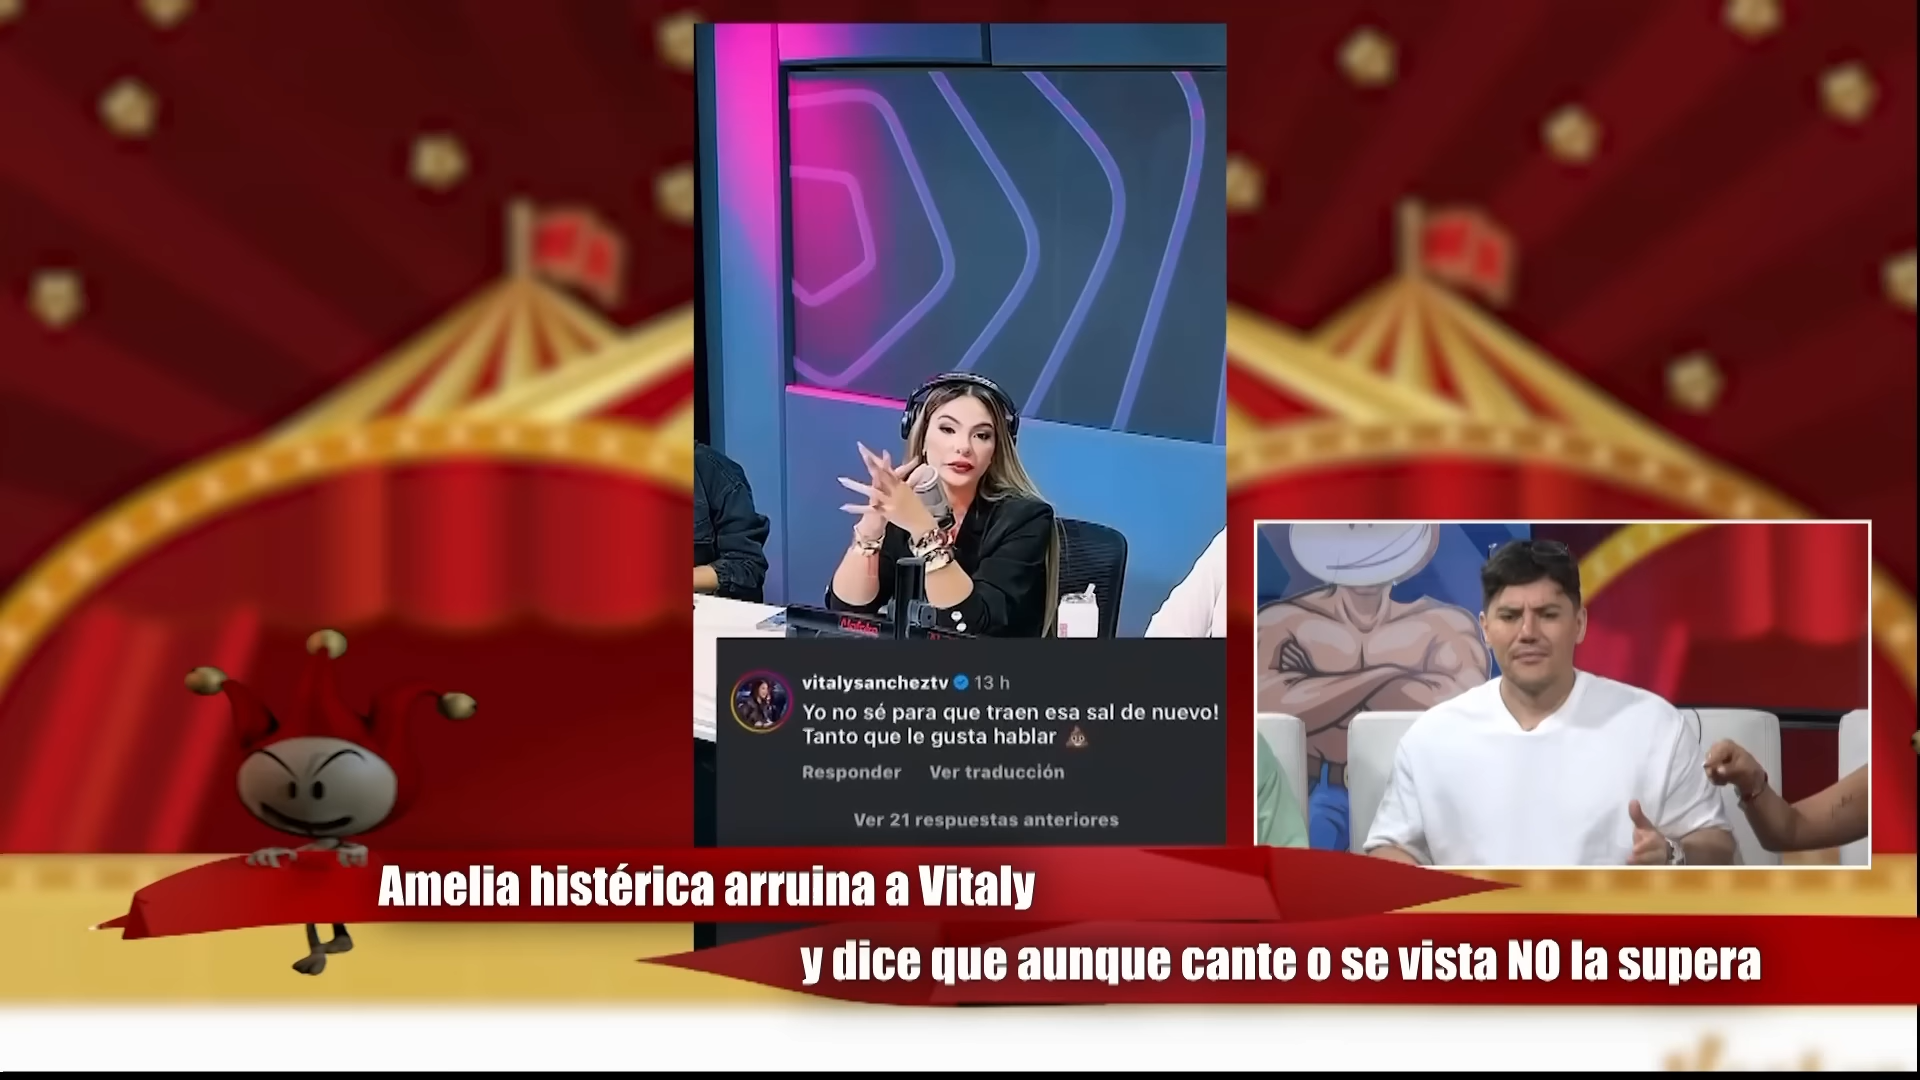 vitalysancheztv 13 h
Yo no sé para que traen esa sal de nuevo!
Tanto que le gusta hablar 💩
Responder Ver traducción
Ver 21 respuestas anteriores
Amelia histérica arruina a Vitaly
y dice que aunque cante o se vista NO la supera